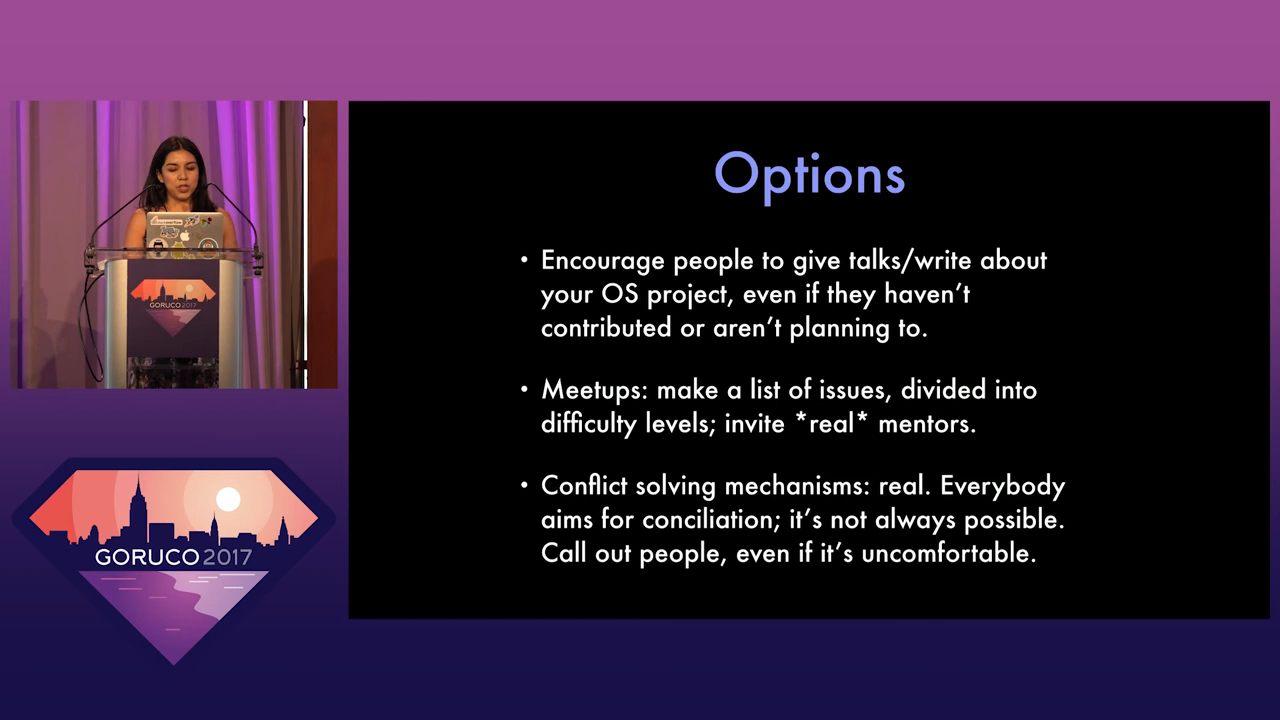 Options
• Encourage people to give talks/write about
your OS project, even if they haven't
contributed or aren't planning to.
• Meetups: make a list of issues, divided into
difficulty levels; invite *real* mentors.
• Conflict solving mechanisms: real. Everybody
aims for conciliation; it's not always possible.
Call out people, even if it's uncomfortable.
GORUCO 2017
GORUCO 2017